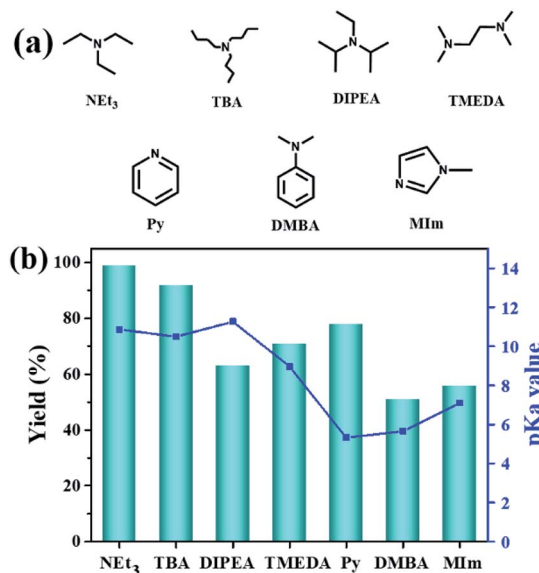 (a)
N
N
N
N
N
NEt₃
TBA
DIPEA
TMEDA
N
N
N
N
Py
DMBA
MIm
(b)
100
80
60
40
20
0
Yield (%)
14
12
10
8
6
4
2
0
pKa value
NEt₃ TBA DIPEA TMEDA Py DMBA MIm